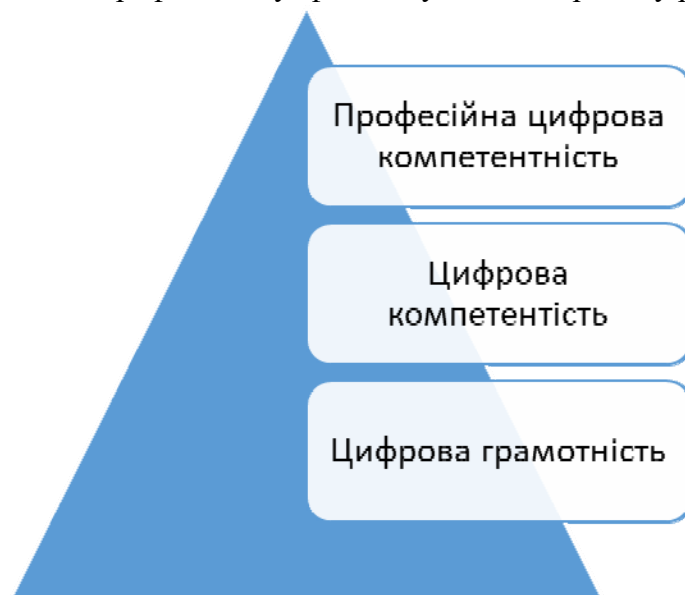 Професійна цифрова
компетентність
Цифрова
компетентість
Цифрова грамотність